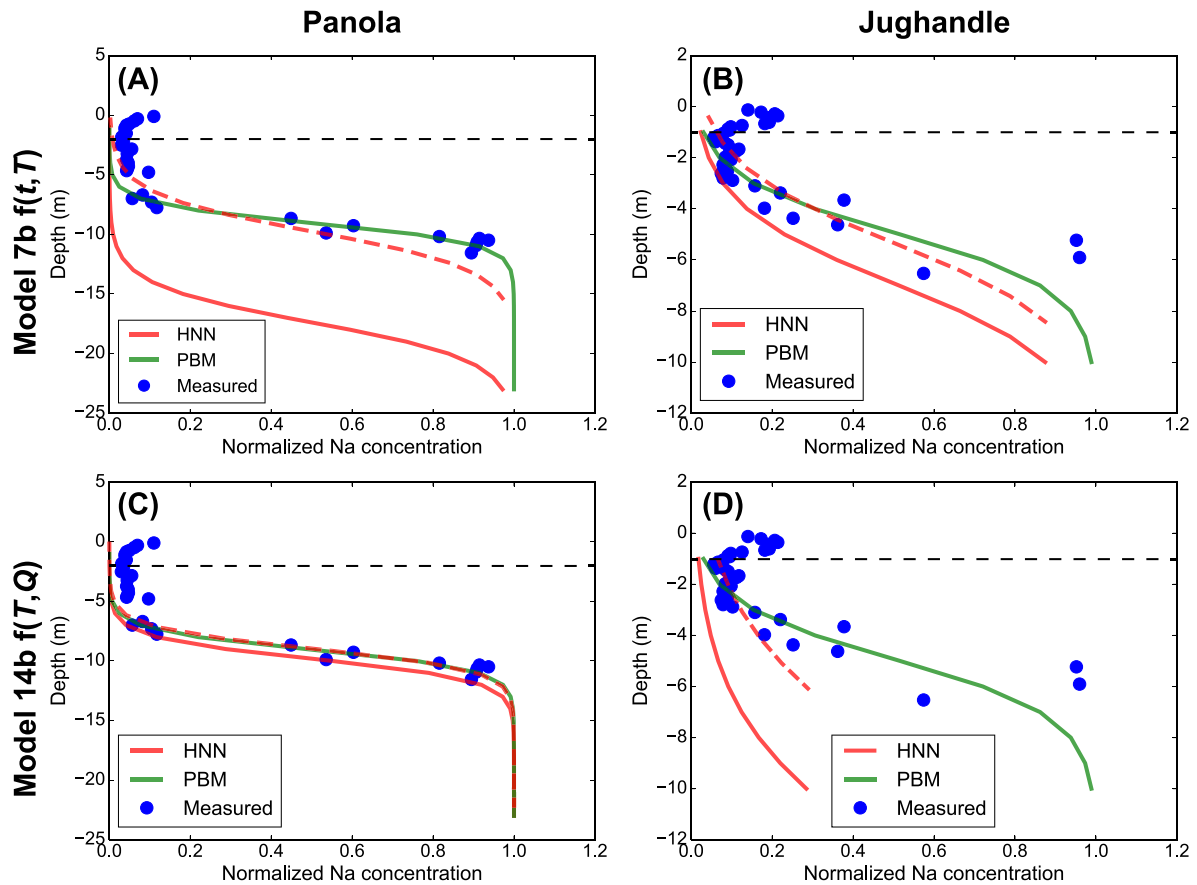 Panola
Jughandle
Model 7b f(t,T)
(A)
5
0
−5
−10
−15
−20
−25
Depth (m)
HNN
PBM
Measured
0.0 0.2 0.4 0.6 0.8 1.0 1.2
Normalized Na concentration
(B)
2
0
−2
−4
−6
−8
−10
−12
Depth (m)
HNN
PBM
Measured
0.0 0.2 0.4 0.6 0.8 1.0 1.2
Normalized Na concentration
Model 14b f(T,Q)
(C)
5
0
−5
−10
−15
−20
−25
Depth (m)
HNN
PBM
Measured
0.0 0.2 0.4 0.6 0.8 1.0 1.2
Normalized Na concentration
(D)
2
0
−2
−4
−6
−8
−10
−12
Depth (m)
HNN
PBM
Measured
0.0 0.2 0.4 0.6 0.8 1.0 1.2
Normalized Na concentration